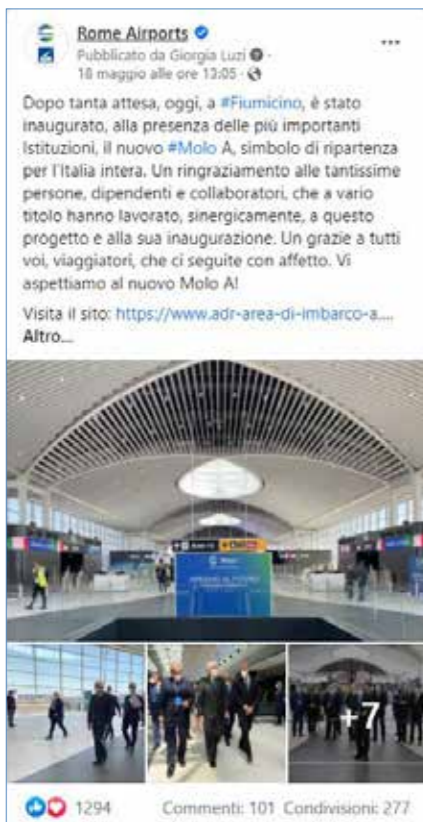 Rome Airports
Pubblicato da Giorgia Luzi
18 maggio alle ore 13:05 ·
Dopo tanta attesa, oggi, a #Fiumicino, è stato
inaugurato, alla presenza delle più importanti
Istituzioni, il nuovo #Molo A, simbolo di ripartenza
per l'Italia intera. Un ringraziamento alle tantissime
persone, dipendenti e collaboratori, che a vario
titolo hanno lavorato, sinergicamente, a questo
progetto e alla sua inaugurazione. Un grazie a tutti
voi, viaggiatori, che ci seguite con affetto. Vi
aspettiamo al nuovo Molo A!
Visita il sito: https://www.adr-area-di-imbarco-a....
Altro...
+7
1294
Commenti: 101 Condivisioni: 277